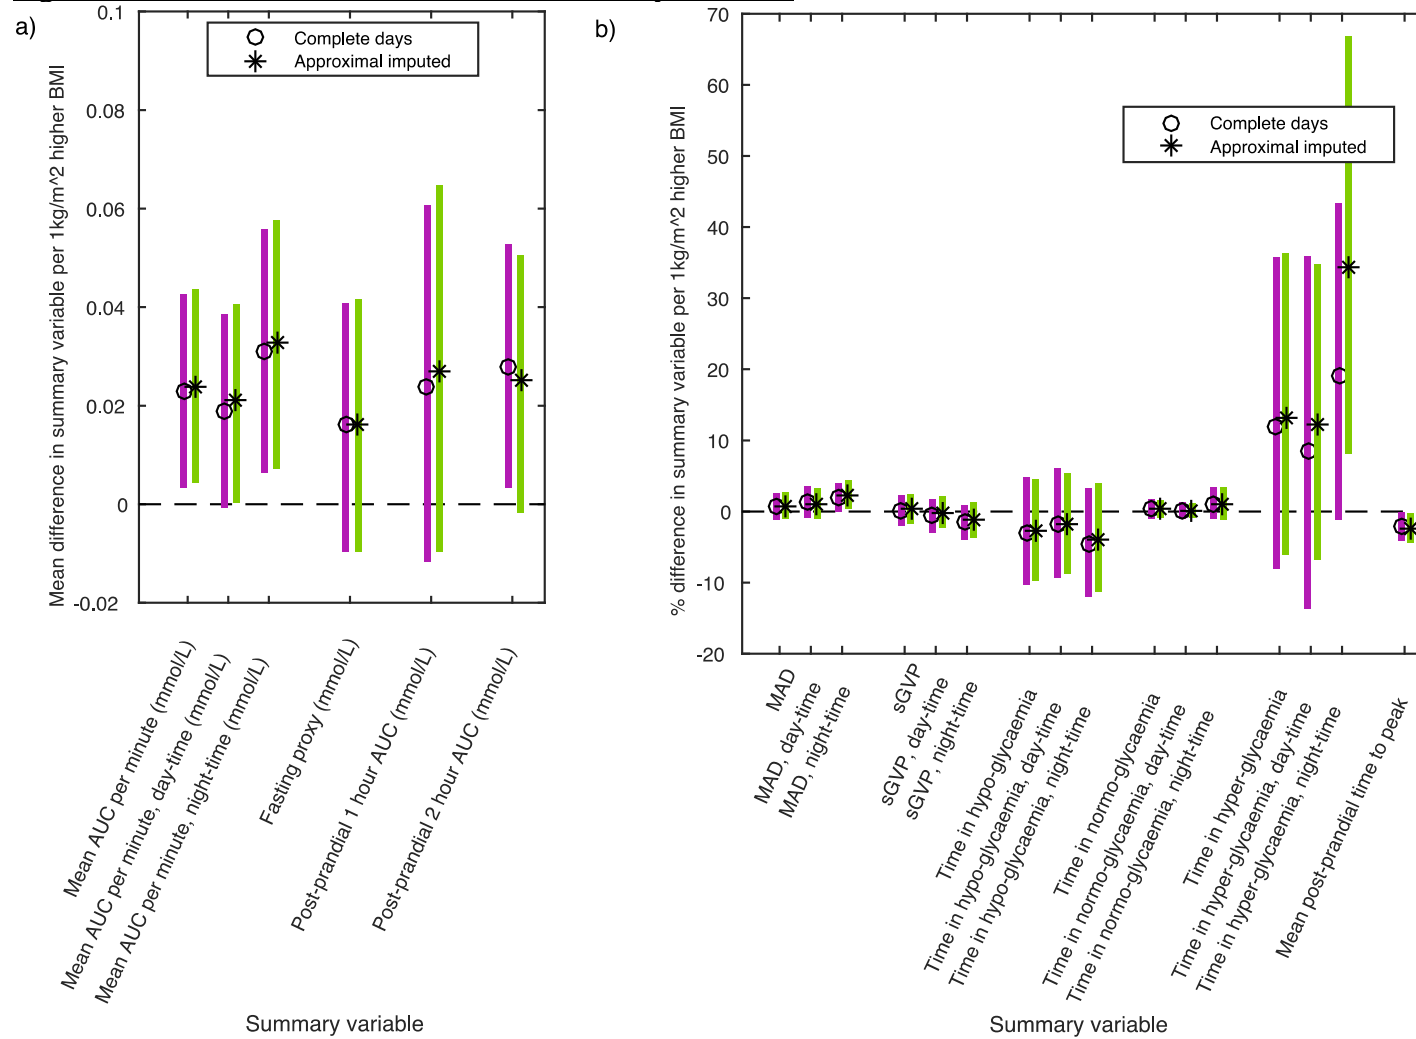 a)
Complete days
Approximal imputed
Mean difference in summary variable per 1kg/m^2 higher BMI
0.1
0.08
0.06
0.04
0.02
0
-0.02
Mean AUC per minute (mmol/L)
Mean AUC per minute, day-time (mmol/L)
Mean AUC per minute, night-time (mmol/L)
Fasting proxy (mmol/L)
Post-prandial 1 hour AUC (mmol/L)
Post-prandial 2 hour AUC (mmol/L)
Summary variable
b)
Complete days
Approximal imputed
% difference in summary variable per 1kg/m^2 higher BMI
70
60
50
40
30
20
10
0
-10
-20
MAD
MAD, day-time
MAD, night-time
sGVP
sGVP, day-time
sGVP, night-time
Time in hypo-glycaemia
Time in hypo-glycaemia, day-time
Time in hypo-glycaemia, night-time
Time in normo-glycaemia
Time in normo-glycaemia, day-time
Time in normo-glycaemia, night-time
Time in hyper-glycaemia
Time in hyper-glycaemia, day-time
Time in hyper-glycaemia, night-time
Mean post-prandial time to peak
Summary variable